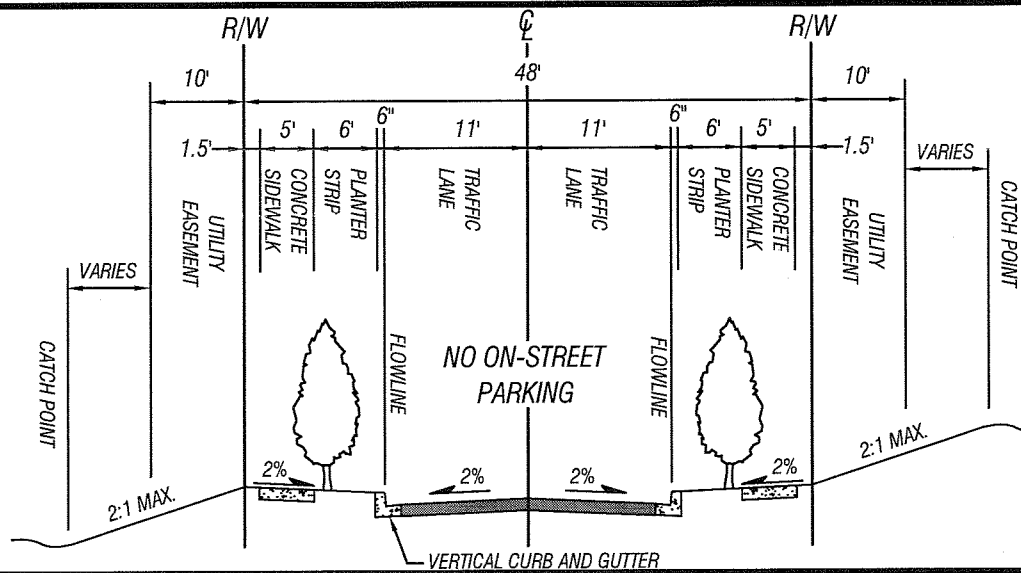 R/W
℄
R/W
10'
48'
10'
6"
6"
5'
6'
11'
11'
6'
5'
1.5'
1.5'
VARIES
CONCRETE
SIDEWALK
PLANTER
STRIP
TRAFFIC
LANE
TRAFFIC
LANE
PLANTER
STRIP
CONCRETE
SIDEWALK
UTILITY
EASEMENT
UTILITY
EASEMENT
CATCH POINT
VARIES
CATCH POINT
FLOWLINE
NO ON-STREET
PARKING
FLOWLINE
2:1 MAX.
2%
2%
2%
2%
2:1 MAX.
VERTICAL CURB AND GUTTER